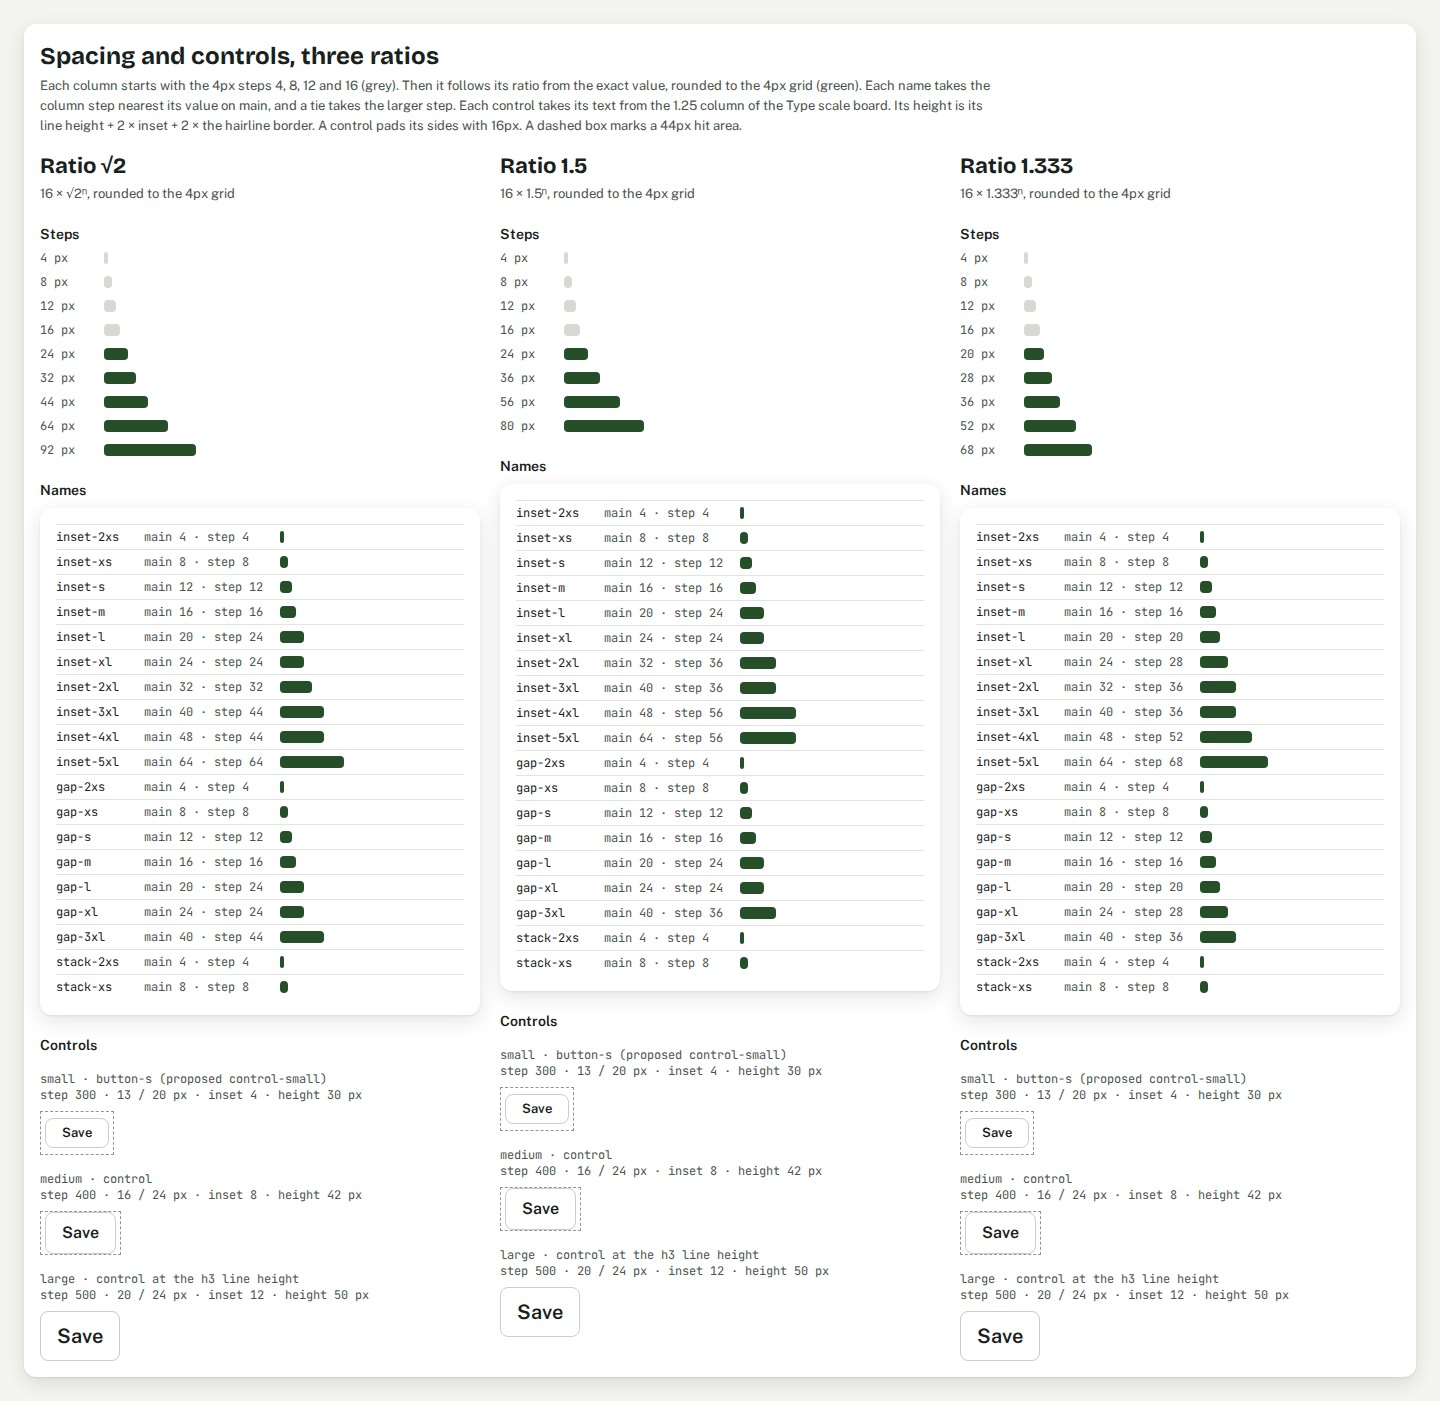 Spacing and controls, three ratios
Each column starts with the 4px steps 4, 8, 12 and 16 (grey). Then it follows its ratio from the exact value, rounded to the 4px grid (green). Each name takes the
column step nearest its value on main, and a tie takes the larger step. Each control takes its text from the 1.25 column of the Type scale board. Its height is its
line height + 2 × inset + 2 × the hairline border. A control pads its sides with 16px. A dashed box marks a 44px hit area.
Ratio √2
16 × √2ⁿ, rounded to the 4px grid
Steps
4 px
8 px
12 px
16 px
24 px
32 px
44 px
64 px
92 px
Names
inset-2xs main 4 · step 4
inset-xs main 8 · step 8
inset-s main 12 · step 12
inset-m main 16 · step 16
inset-l main 20 · step 24
inset-xl main 24 · step 24
inset-2xl main 32 · step 32
inset-3xl main 40 · step 44
inset-4xl main 48 · step 44
inset-5xl main 64 · step 64
gap-2xs main 4 · step 4
gap-xs main 8 · step 8
gap-s main 12 · step 12
gap-m main 16 · step 16
gap-l main 20 · step 24
gap-xl main 24 · step 24
gap-3xl main 40 · step 44
stack-2xs main 4 · step 4
stack-xs main 8 · step 8
Controls
small · button-s (proposed control-small)
step 300 · 13 / 20 px · inset 4 · height 30 px
Save
medium · control
step 400 · 16 / 24 px · inset 8 · height 42 px
Save
large · control at the h3 line height
step 500 · 20 / 24 px · inset 12 · height 50 px
Save
Ratio 1.5
16 × 1.5ⁿ, rounded to the 4px grid
Steps
4 px
8 px
12 px
16 px
24 px
36 px
56 px
80 px
Names
inset-2xs main 4 · step 4
inset-xs main 8 · step 8
inset-s main 12 · step 12
inset-m main 16 · step 16
inset-l main 20 · step 24
inset-xl main 24 · step 24
inset-2xl main 32 · step 36
inset-3xl main 40 · step 36
inset-4xl main 48 · step 56
inset-5xl main 64 · step 56
gap-2xs main 4 · step 4
gap-xs main 8 · step 8
gap-s main 12 · step 12
gap-m main 16 · step 16
gap-l main 20 · step 24
gap-xl main 24 · step 24
gap-3xl main 40 · step 36
stack-2xs main 4 · step 4
stack-xs main 8 · step 8
Controls
small · button-s (proposed control-small)
step 300 · 13 / 20 px · inset 4 · height 30 px
Save
medium · control
step 400 · 16 / 24 px · inset 8 · height 42 px
Save
large · control at the h3 line height
step 500 · 20 / 24 px · inset 12 · height 50 px
Save
Ratio 1.333
16 × 1.333ⁿ, rounded to the 4px grid
Steps
4 px
8 px
12 px
16 px
20 px
28 px
36 px
52 px
68 px
Names
inset-2xs main 4 · step 4
inset-xs main 8 · step 8
inset-s main 12 · step 12
inset-m main 16 · step 16
inset-l main 20 · step 20
inset-xl main 24 · step 28
inset-2xl main 32 · step 36
inset-3xl main 40 · step 36
inset-4xl main 48 · step 52
inset-5xl main 64 · step 68
gap-2xs main 4 · step 4
gap-xs main 8 · step 8
gap-s main 12 · step 12
gap-m main 16 · step 16
gap-l main 20 · step 20
gap-xl main 24 · step 28
gap-3xl main 40 · step 36
stack-2xs main 4 · step 4
stack-xs main 8 · step 8
Controls
small · button-s (proposed control-small)
step 300 · 13 / 20 px · inset 4 · height 30 px
Save
medium · control
step 400 · 16 / 24 px · inset 8 · height 42 px
Save
large · control at the h3 line height
step 500 · 20 / 24 px · inset 12 · height 50 px
Save